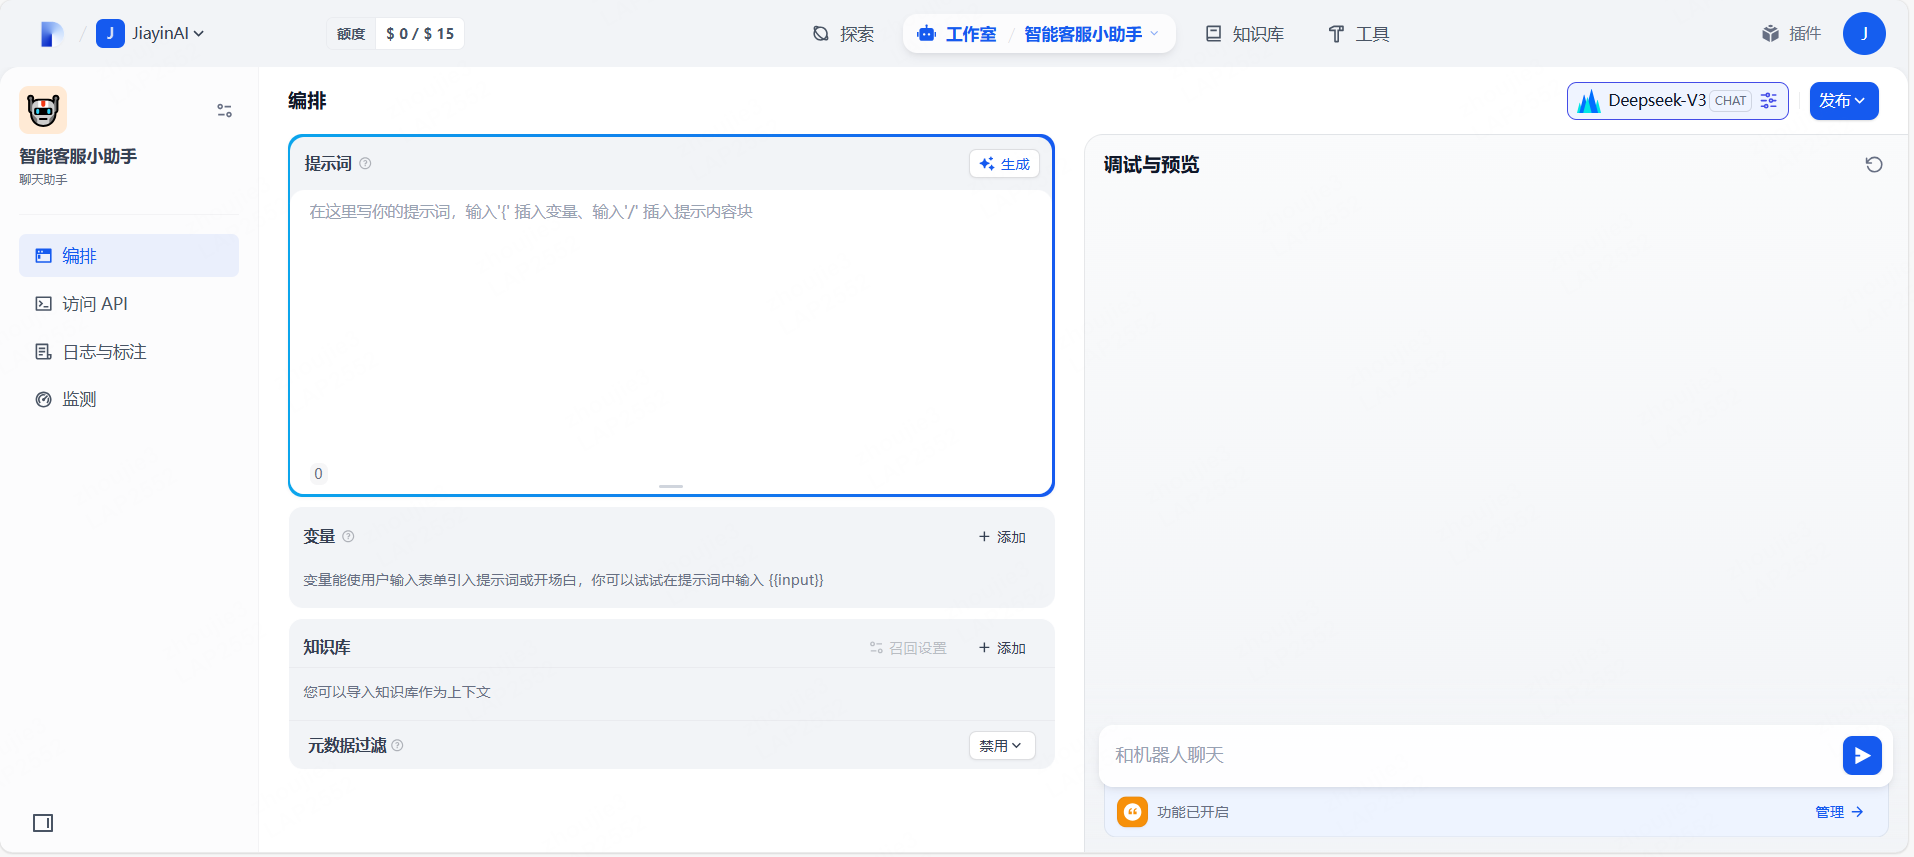 J JiayinAI
额度 $ 0 / $ 15
探索
工作室 / 智能客服小助手
知识库
工具
插件
J
智能客服小助手
聊天助手
编排
访问 API
日志与标注
监测
编排
Deepseek-V3 CHAT
发布
提示词
生成
在这里写你的提示词，输入'{' 插入变量、输入'/' 插入提示内容块
0
变量
+ 添加
变量能使用户输入表单引入提示词或开场白，你可以试试在提示词中输入 {{input}}
知识库
召回设置
+ 添加
您可以导入知识库作为上下文
元数据过滤
禁用
调试与预览
和机器人聊天
功能已开启
管理 →